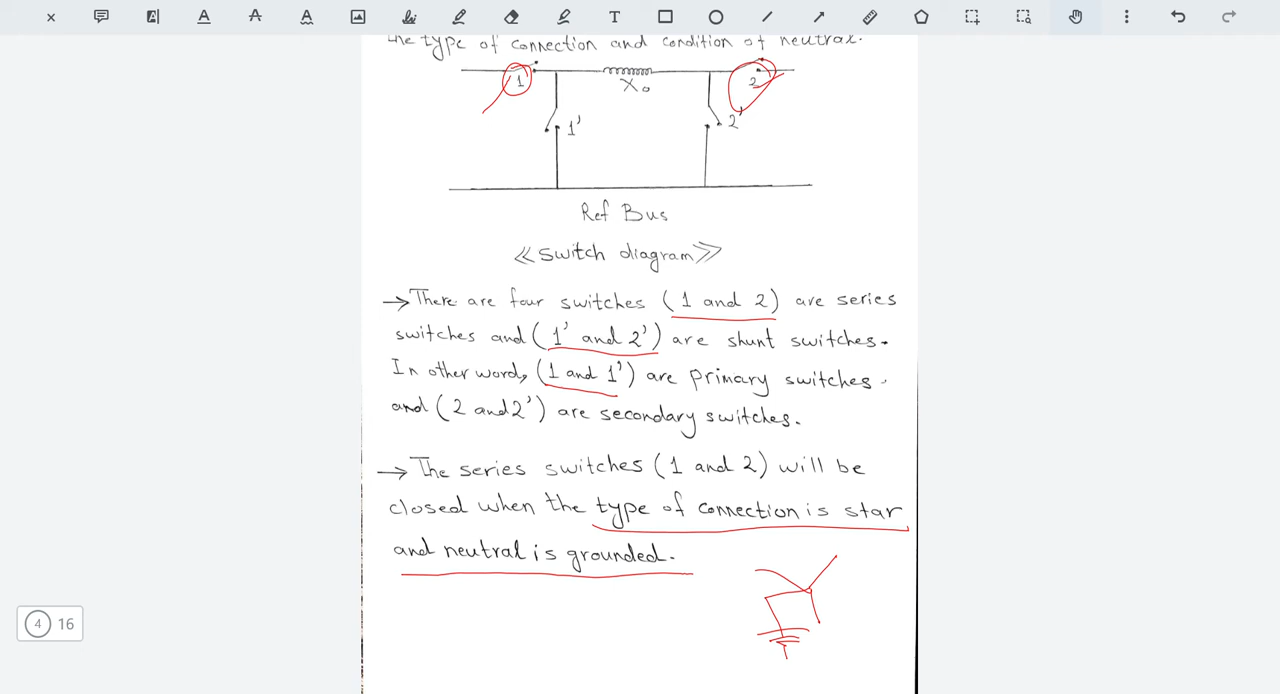 the type of connection and condition of neutral.
1
X₀
2
1'
2'
Ref Bus
≪Switch diagram≫
→ There are four switches (1 and 2) are series
switches and (1' and 2') are shunt switches.
In other word, (1 and 1') are primary switches.
and (2 and 2') are secondary switches.
→ The series switches (1 and 2) will be
closed when the type of connection is star
and neutral is grounded.
4 16